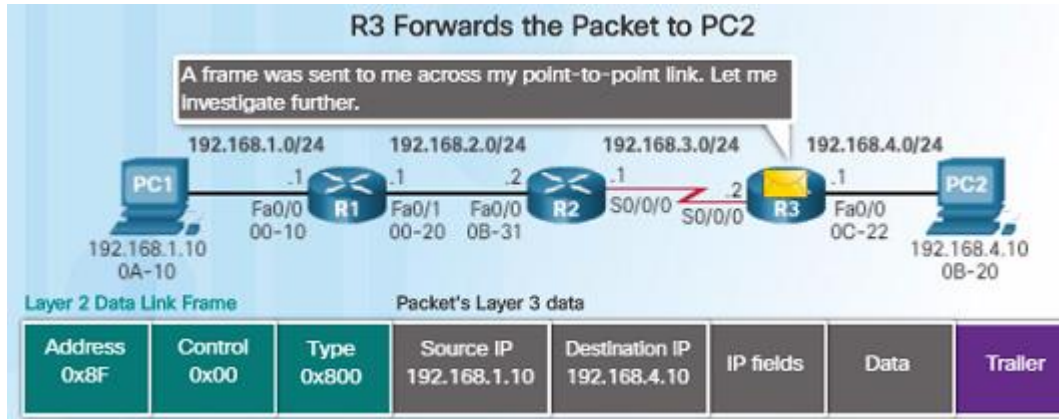 R3 Forwards the Packet to PC2
A frame was sent to me across my point-to-point link. Let me
investigate further.
192.168.1.0/24 192.168.2.0/24 192.168.3.0/24 192.168.4.0/24
PC1 .1 R1 .1 .2 R2 .1 .2 R3 .1 PC2
Fa0/0 Fa0/1 Fa0/0 S0/0/0 S0/0/0 Fa0/0
00-10 00-20 0B-31 0C-22
192.168.1.10 192.168.4.10
0A-10 0B-20
Layer 2 Data Link Frame Packet's Layer 3 data
Address Control Type Source IP Destination IP IP fields Data Trailer
0x8F 0x00 0x800 192.168.1.10 192.168.4.10